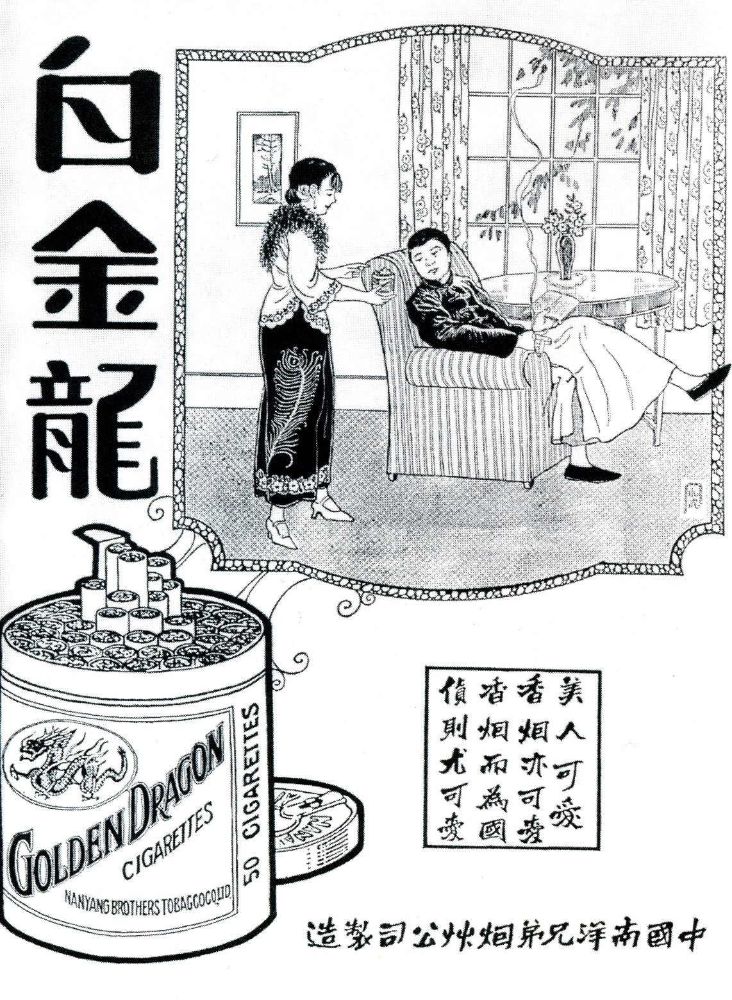 白金龍
美人可愛
香烟亦可愛
香烟而為國
貨則尤可愛
GOLDEN DRAGON
CIGARETTES
NANYANG BROTHERS TOBACCO CO., LTD.
50 CIGARETTES
中國南洋兄弟烟艸公司製造